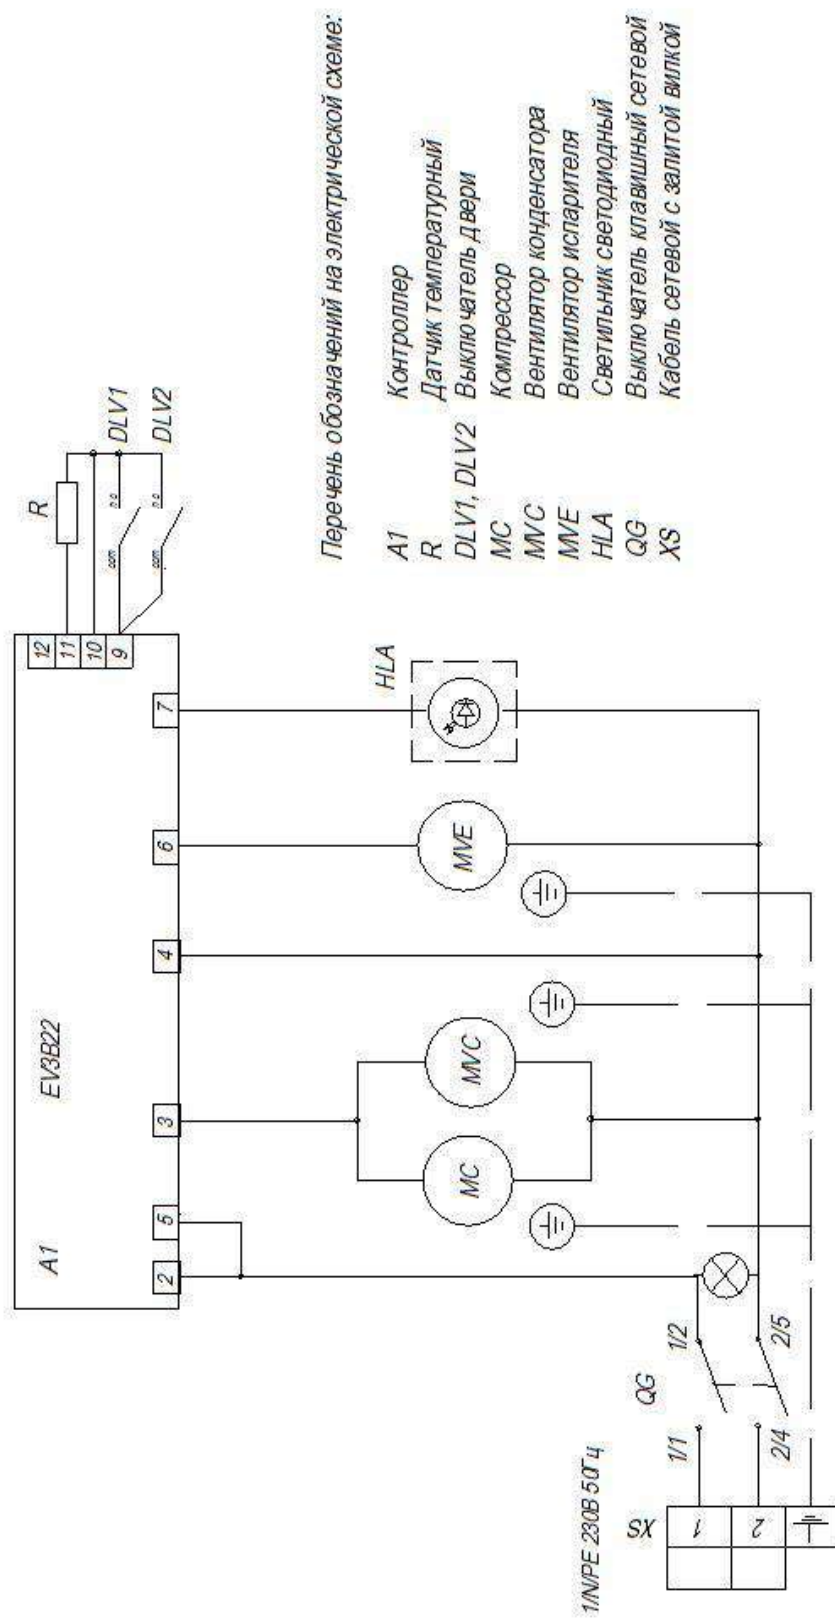 A1
EV3B22
2
5
3
4
6
7
12
11
10
9
R
com
n o
DLV1
com
n o
DLV2
MC
MVC
MVE
HLA
1/N/PE 230В 50Гц
XS
1
2
QG
1/1
1/2
2/4
2/5
Перечень обозначений на электрической схеме:
A1 Контроллер
R Датчик температурный
DLV1, DLV2 Выключатель двери
MC Компрессор
MVC Вентилятор конденсатора
MVE Вентилятор испарителя
HLA Светильник светодиодный
QG Выключатель клавишный сетевой
XS Кабель сетевой с залитой вилкой